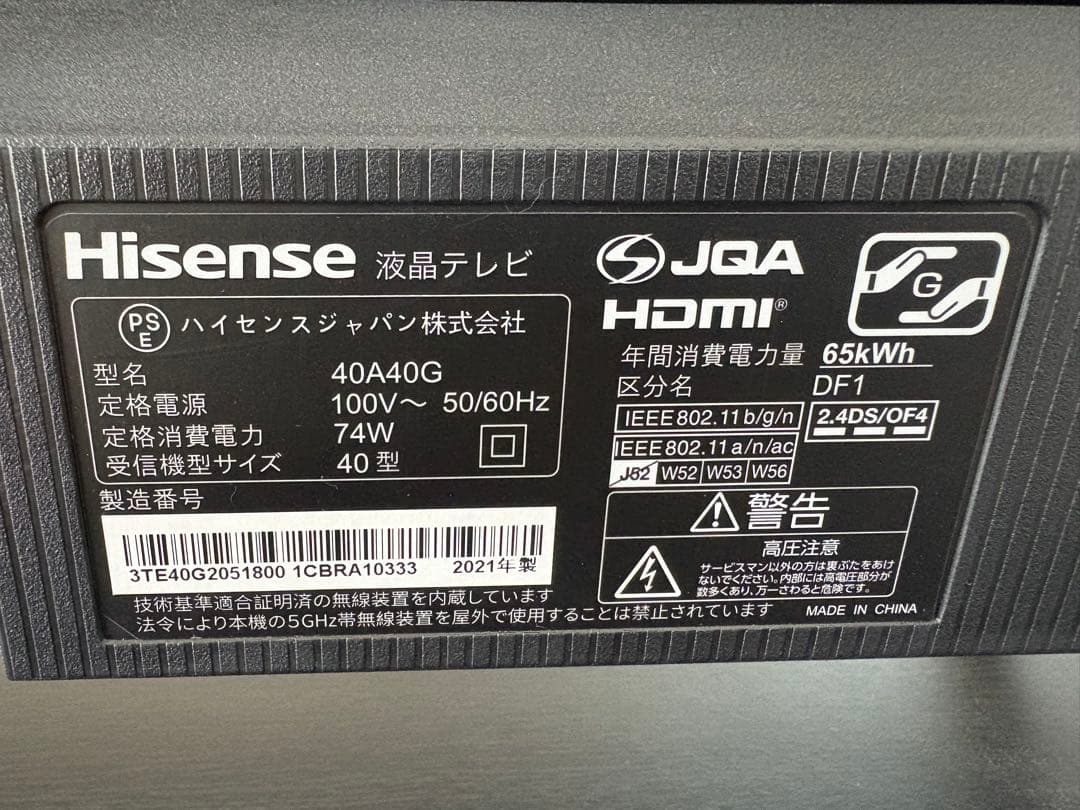 Hisense 液晶テレビ
PSE ハイセンスジャパン株式会社
型名 40A40G
定格電源 100V～ 50/60Hz
定格消費電力 74W
受信機型サイズ 40型
製造番号
3TE40G2051800 1CBRA10333 2021年製
技術基準適合証明済の無線装置を内蔵しています
法令により本機の5GHz帯無線装置を屋外で使用することは禁止されています
JQA
HDMI®
G
年間消費電力量 65kWh
区分名 DF1
IEEE802.11b/g/n
2.4DS/OF4
IEEE802.11a/n/ac
J52 W52 W53 W56
警告
高圧注意
サービスマン以外の方は裏ぶたをあけ
ないでください。内部には高電圧部分が
数多くあり、万一さわると危険です。
MADE IN CHINA